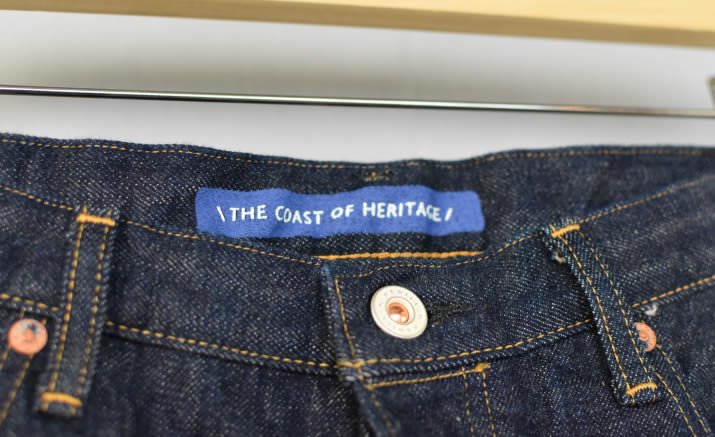 \ THE COAST OF HERITAGE /